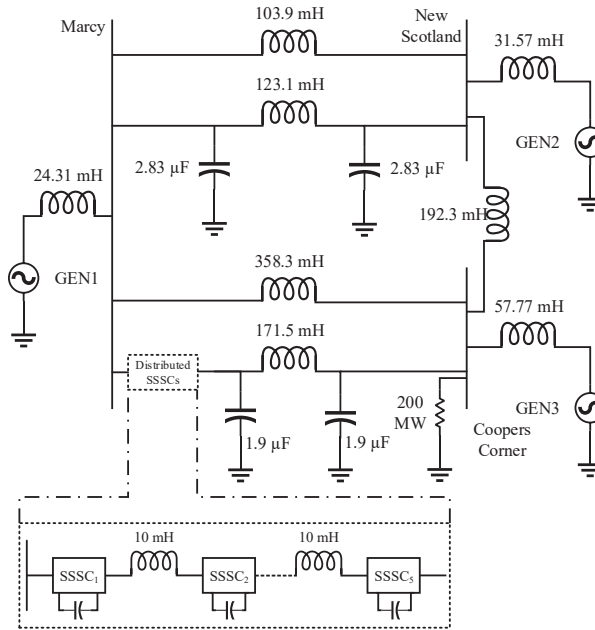 103.9 mH
Marcy
New
Scotland
31.57 mH
123.1 mH
GEN2
2.83 µF
2.83 µF
24.31 mH
192.3 mH
GEN1
358.3 mH
57.77 mH
171.5 mH
Distributed
SSSCs
200
MW
GEN3
1.9 µF
1.9 µF
Coopers
Corner
10 mH
10 mH
SSSC₁
SSSC₂
SSSC₅